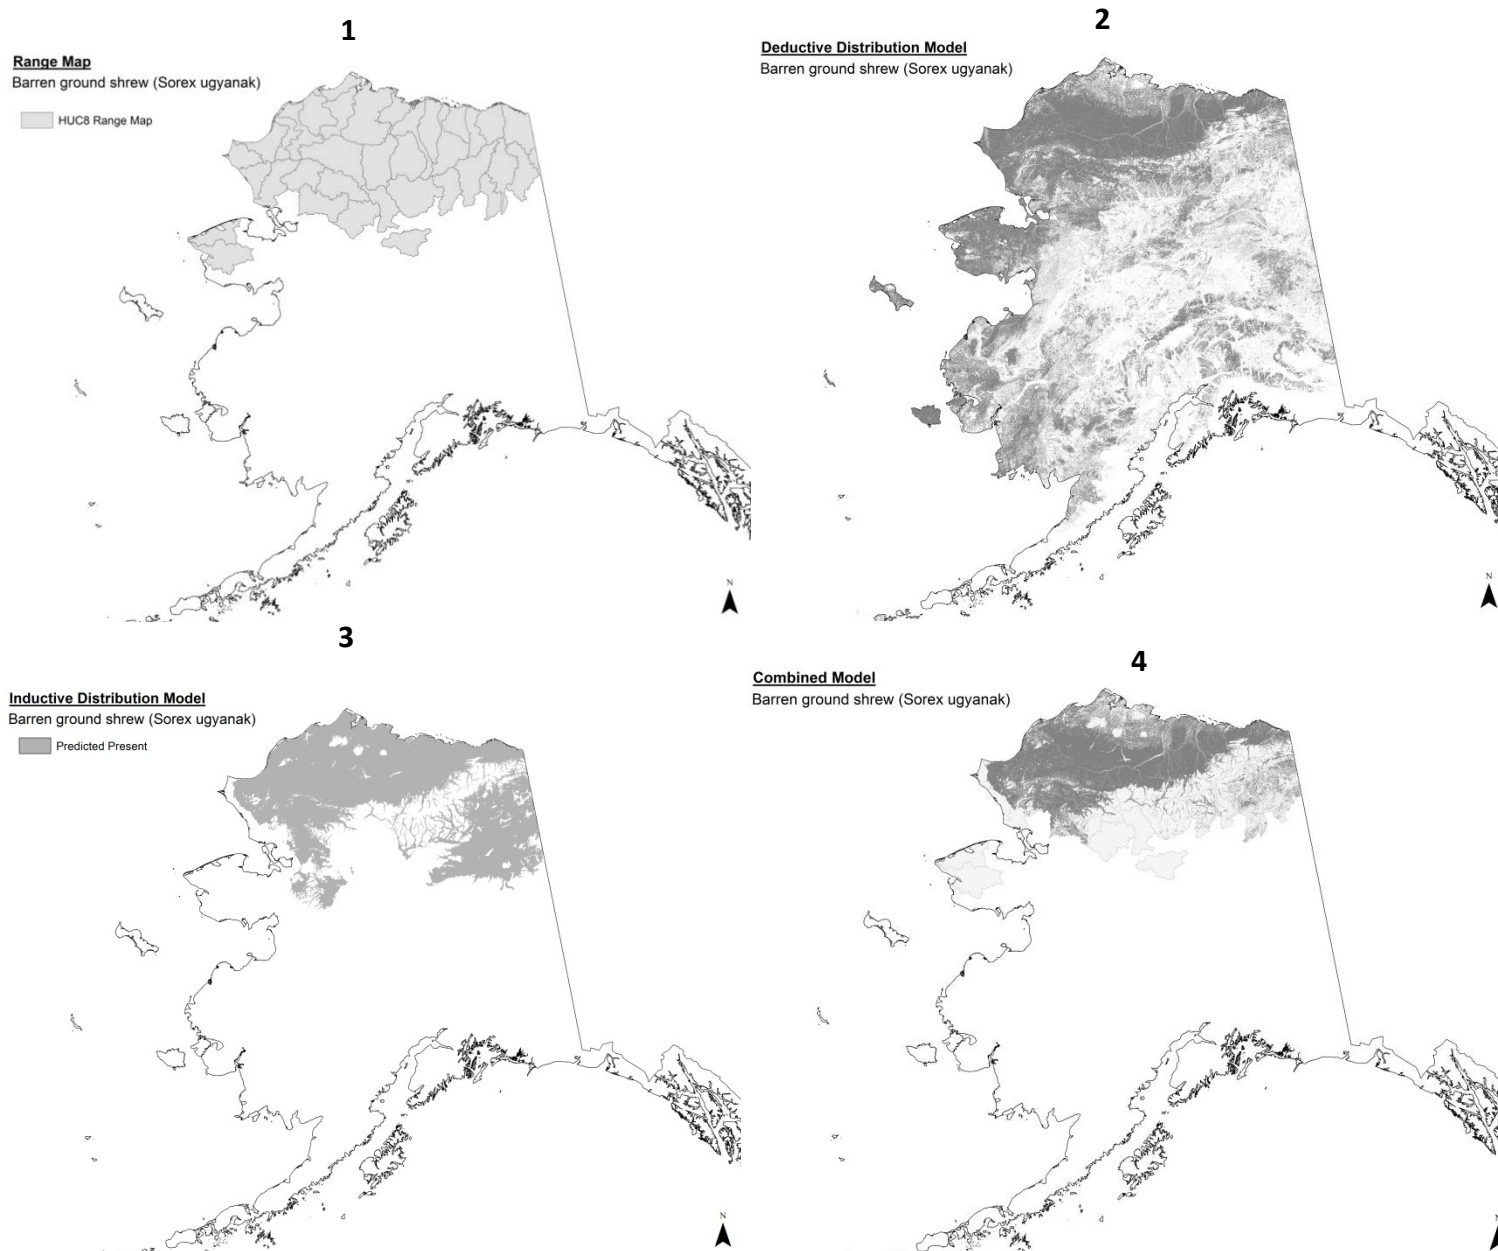 1
Range Map
Barren ground shrew (Sorex ugyanak)
HUC8 Range Map
N
2
Deductive Distribution Model
Barren ground shrew (Sorex ugyanak)
N
3
Inductive Distribution Model
Barren ground shrew (Sorex ugyanak)
Predicted Present
N
4
Combined Model
Barren ground shrew (Sorex ugyanak)
N